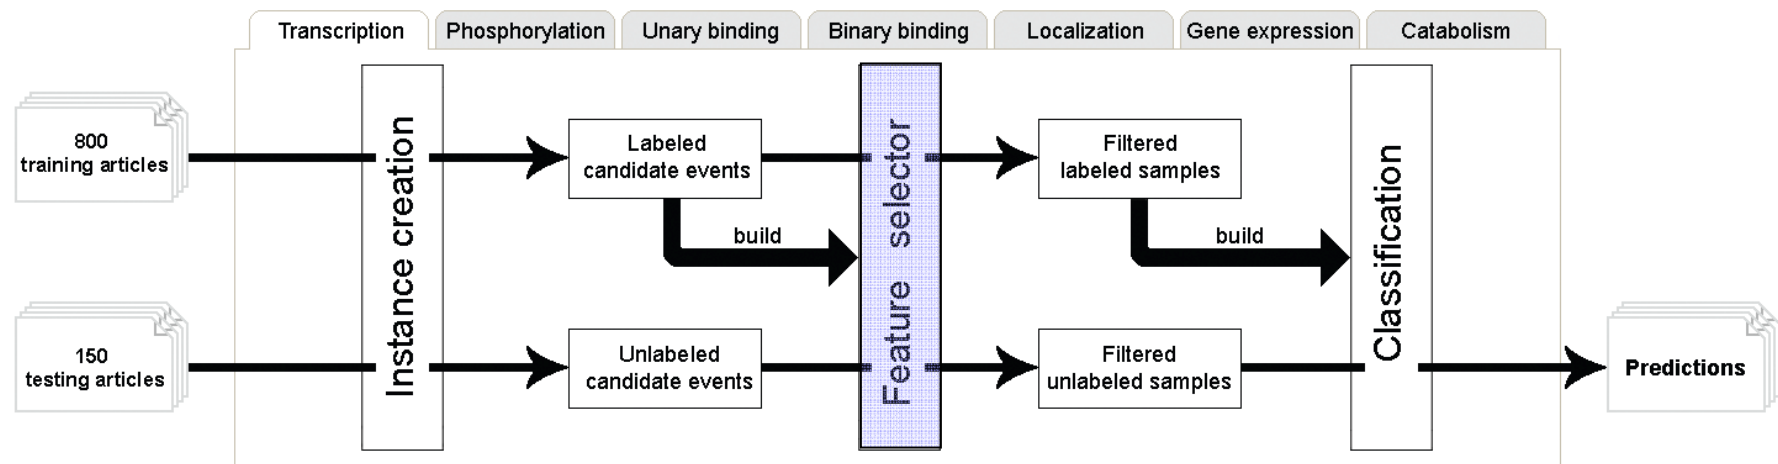 Transcription
Phosphorylation
Unary binding
Binary binding
Localization
Gene expression
Catabolism
800
training articles
Instance creation
Labeled
candidate events
build
Feature selector
Filtered
labeled samples
build
Classification
150
testing articles
Unlabeled
candidate events
Filtered
unlabeled samples
Predictions